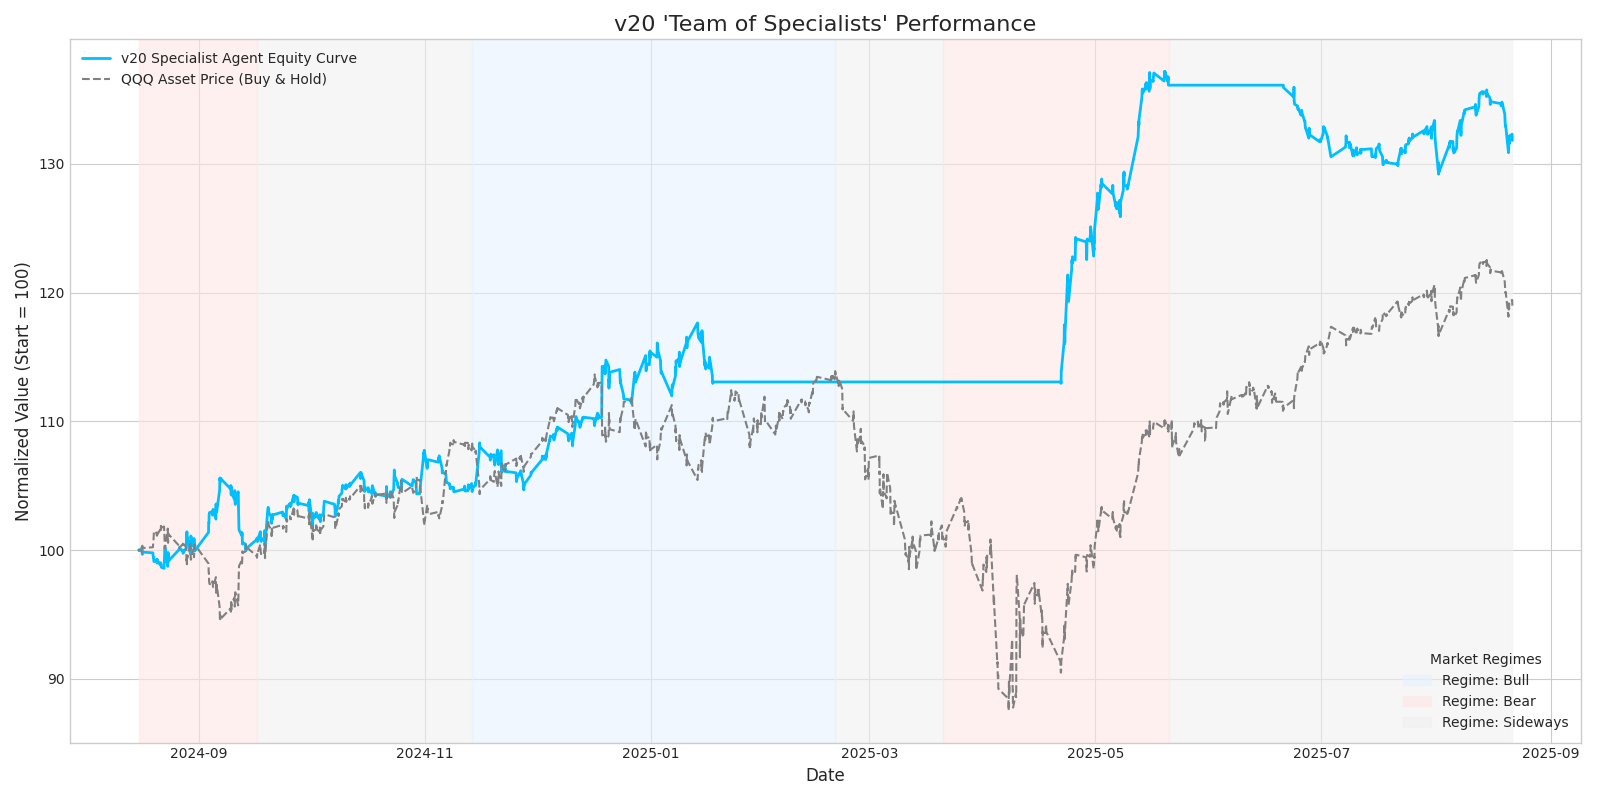 v20 'Team of Specialists' Performance
v20 Specialist Agent Equity Curve
QQQ Asset Price (Buy & Hold)
Normalized Value (Start = 100)
130
120
110
100
90
Market Regimes
Regime: Bull
Regime: Bear
Regime: Sideways
2024-09 2024-11 2025-01 2025-03 2025-05 2025-07 2025-09
Date